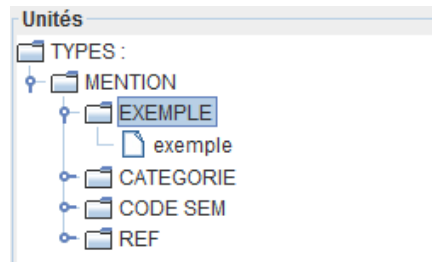 Unités
TYPES :
MENTION
EXEMPLE
exemple
CATEGORIE
CODE SEM
REF